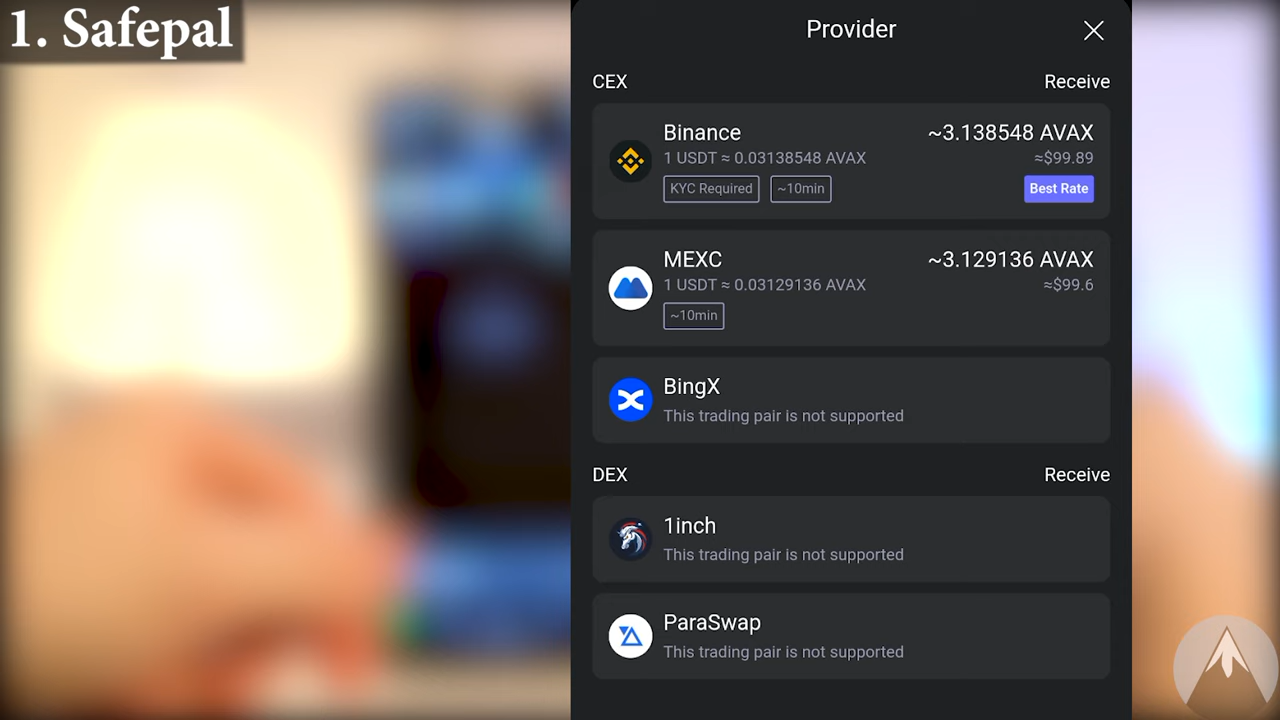 1. Safepal
Provider
CEX
Receive
Binance
~3.138548 AVAX
1 USDT ≈ 0.03138548 AVAX
≈$99.89
KYC Required
~10min
Best Rate
MEXC
~3.129136 AVAX
1 USDT ≈ 0.03129136 AVAX
≈$99.6
~10min
BingX
This trading pair is not supported
DEX
Receive
1inch
This trading pair is not supported
ParaSwap
This trading pair is not supported